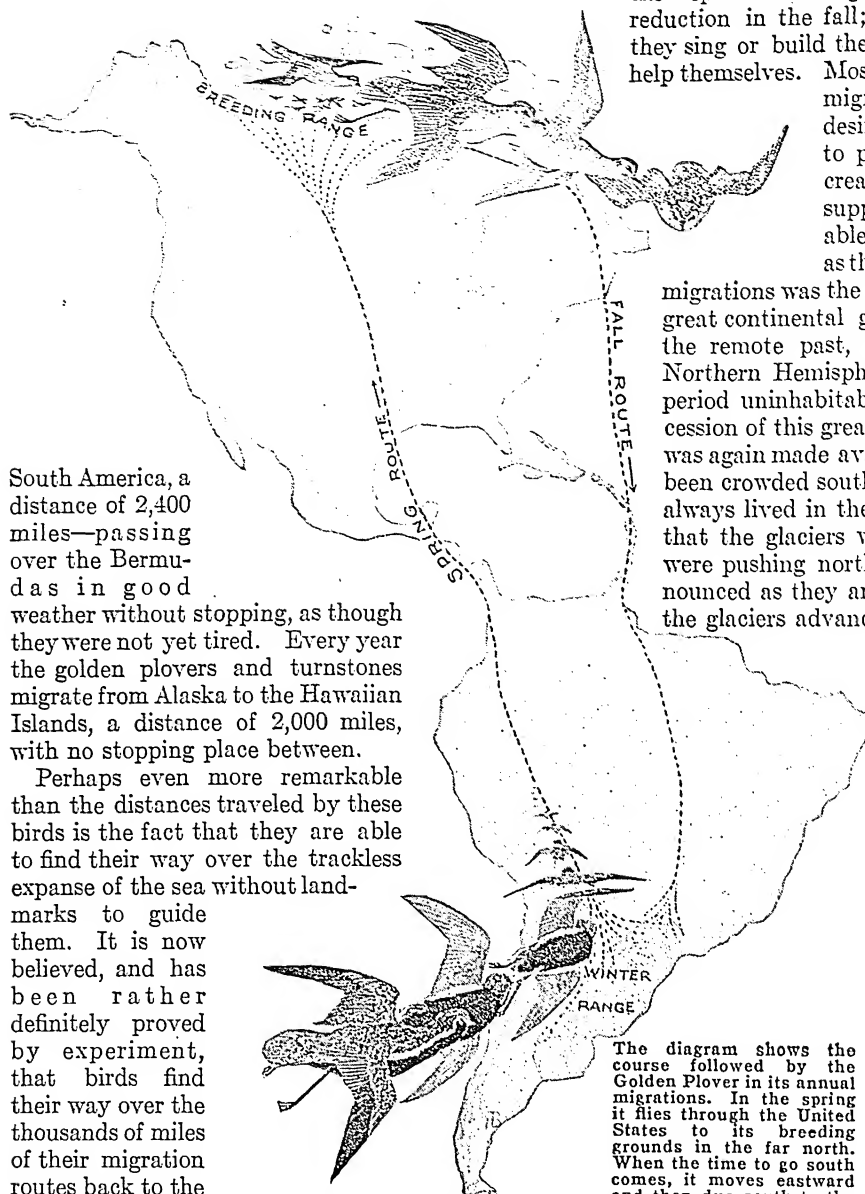 BREEDING RANGE
SPRING ROUTE
FALL ROUTE
WINTER
RANGE
South America, a
distance of 2,400
miles—passing
over the Bermu-
das in good
weather without stopping, as though
they were not yet tired. Every year
the golden plovers and turnstones
migrate from Alaska to the Hawaiian
Islands, a distance of 2,000 miles,
with no stopping place between.
Perhaps even more remarkable
than the distances traveled by these
birds is the fact that they are able
to find their way over the trackless
expanse of the sea without land-
marks to guide
them. It is now
believed, and has
been rather
definitely proved
by experiment,
that birds find
their way over the
thousands of miles
of their migration
routes back to the
reduction in the fall;
they sing or build the
help themselves. Mos
migr
desi
to p
crea
supp
able
as th
migrations was the
great continental g
the remote past,
Northern Hemisph
period uninhabitab
cession of this grea
was again made av
been crowded sout
always lived in the
that the glaciers v
were pushing nort
nounced as they a
the glaciers advanc
The diagram shows the
course followed by the
Golden Plover in its annual
migrations. In the spring
it flies through the United
States to its breeding
grounds in the far north.
When the time to go south
comes, it moves eastward